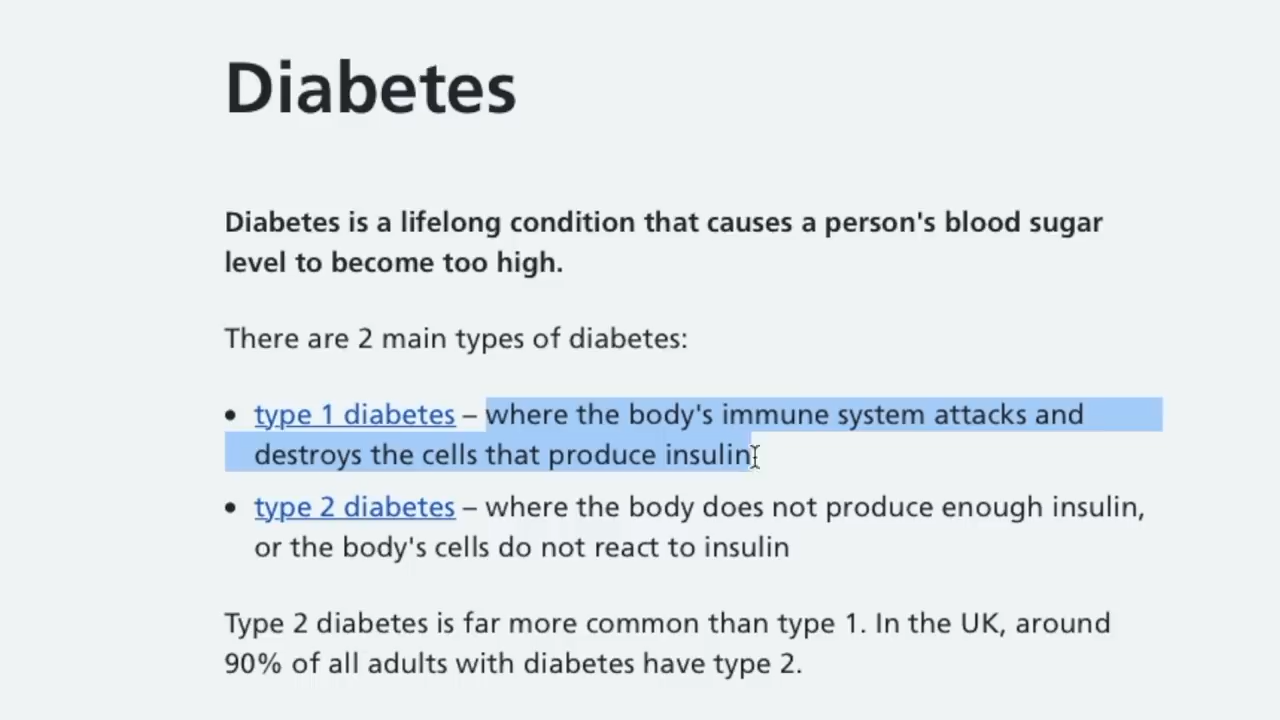 Diabetes
Diabetes is a lifelong condition that causes a person's blood sugar
level to become too high.
There are 2 main types of diabetes:
• type 1 diabetes – where the body's immune system attacks and
destroys the cells that produce insulin
• type 2 diabetes – where the body does not produce enough insulin,
or the body's cells do not react to insulin
Type 2 diabetes is far more common than type 1. In the UK, around
90% of all adults with diabetes have type 2.